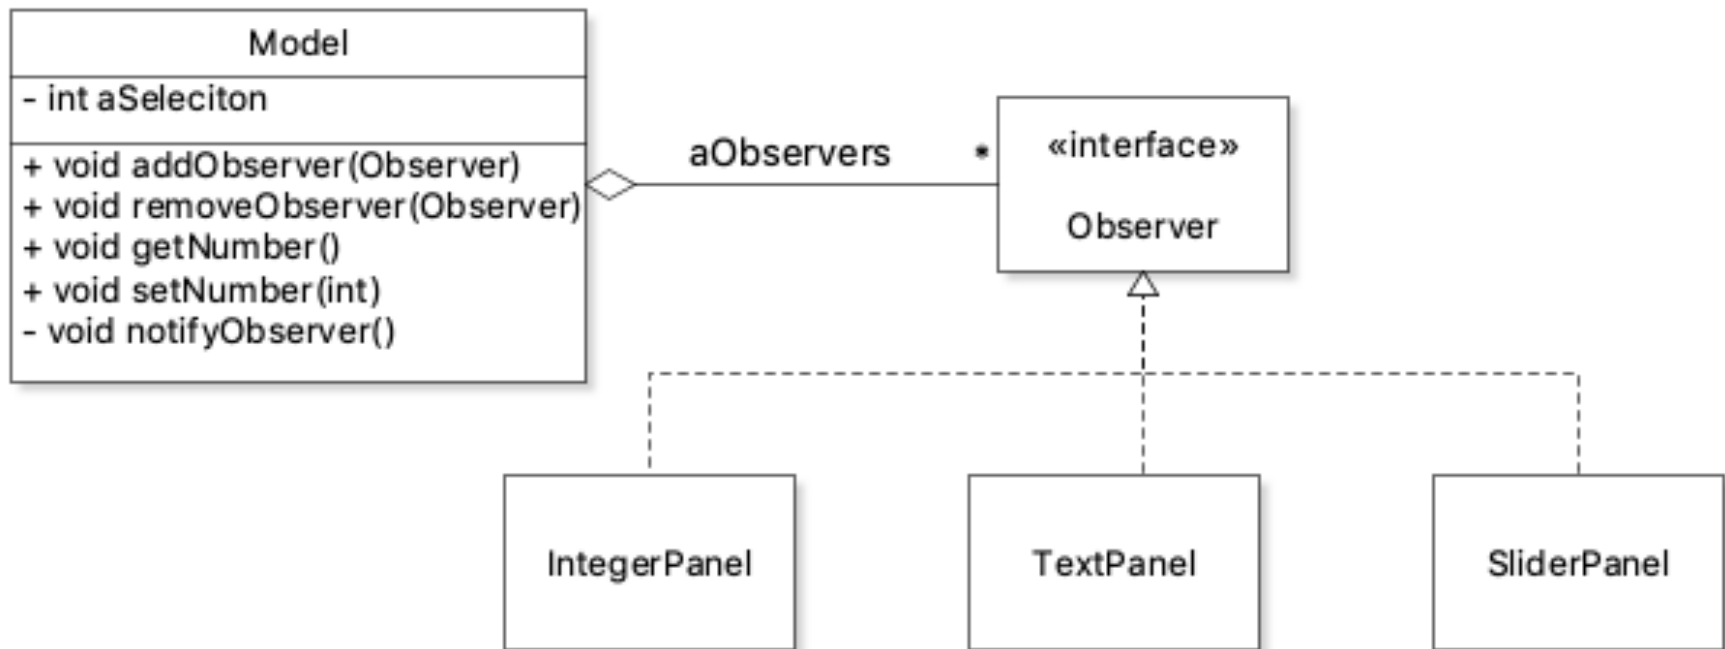 Model
- int aSeleciton
+ void addObserver(Observer)
+ void removeObserver(Observer)
+ void getNumber()
+ void setNumber(int)
- void notifyObserver()
aObservers *
«interface»
Observer
IntegerPanel
TextPanel
SliderPanel